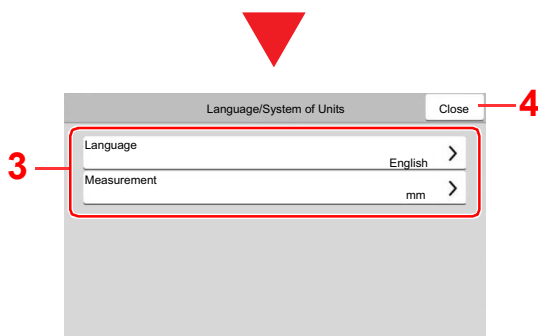 Language/System of Units
Close
4
3
Language
English
Measurement
mm